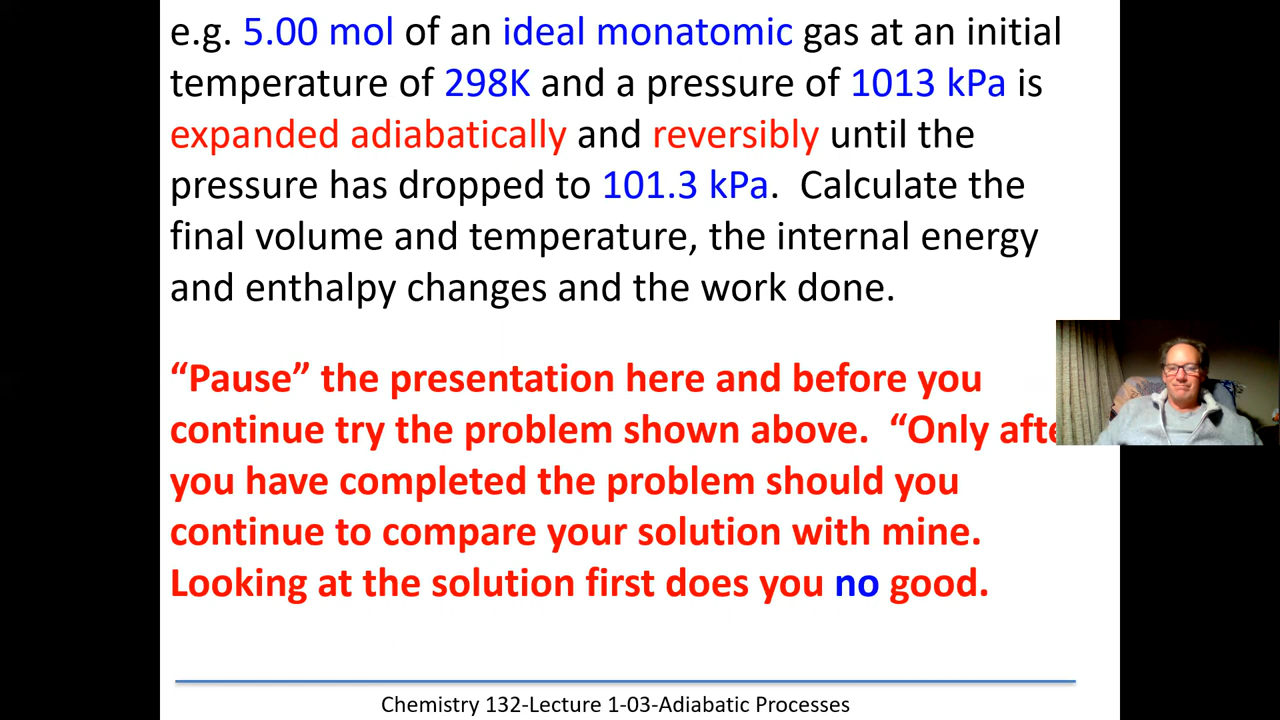 e.g. 5.00 mol of an ideal monatomic gas at an initial
temperature of 298K and a pressure of 1013 kPa is
expanded adiabatically and reversibly until the
pressure has dropped to 101.3 kPa. Calculate the
final volume and temperature, the internal energy
and enthalpy changes and the work done.
“Pause” the presentation here and before you
continue try the problem shown above. “Only afte
you have completed the problem should you
continue to compare your solution with mine.
Looking at the solution first does you no good.
Chemistry 132-Lecture 1-03-Adiabatic Processes